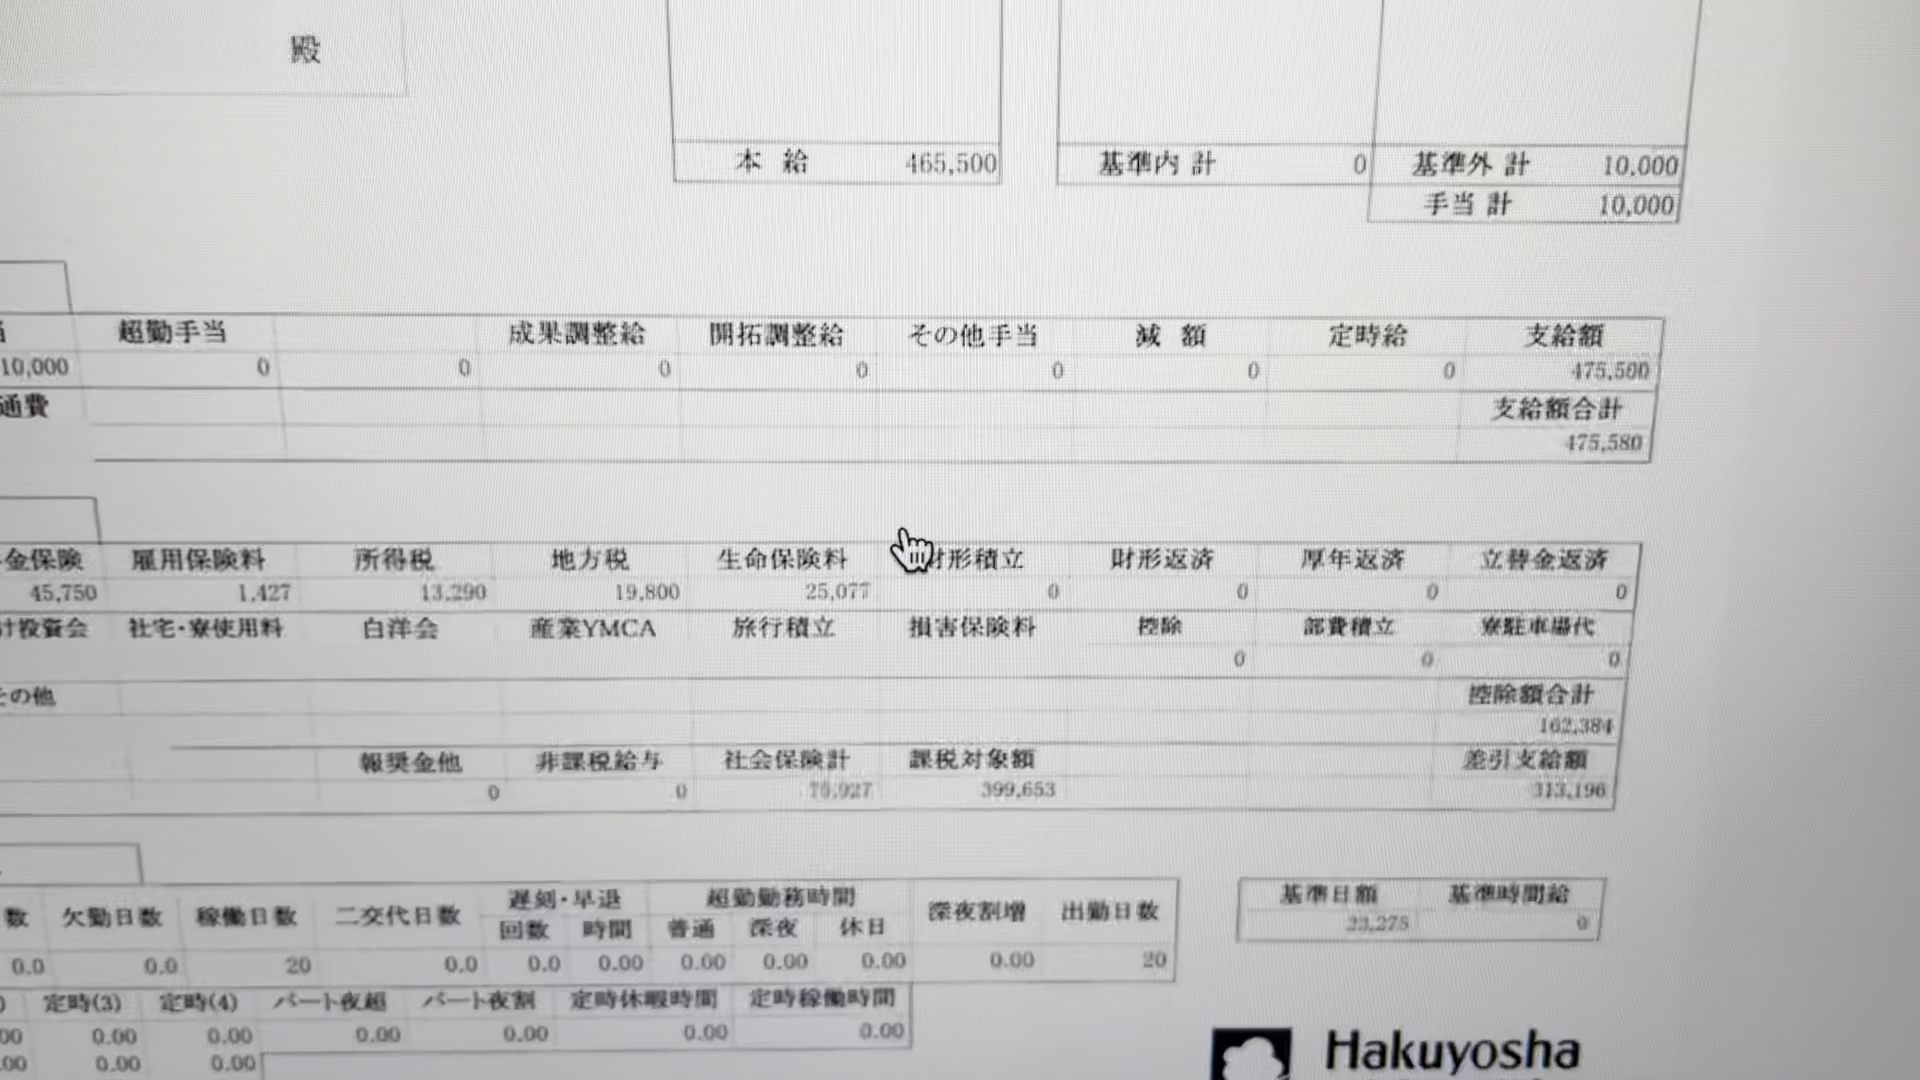 殿
本 給 465,500 基準内 計 0 基準外 計 10,000
手当 計 10,000
超勤手当 成果調整給 開拓調整給 その他手当 減 額 定時給 支給額
10,000 0 0 0 0 0 0 0 475,500
通費 支給額合計
475,580
金保険 雇用保険料 所得税 地方税 生命保険料 財形積立 財形返済 厚年返済 立替金返済
45,750 1,427 13,290 19,800 25,077 0 0 0 0
社宅・寮使用料 白洋会 産業YMCA 旅行積立 損害保険料 控除 部費積立 寮駐車場代
0 0 0
その他 控除額合計
162,384
報奨金他 非課税給与 社会保険計 課税対象額 差引支給額
0 0 399,653 313,196
遅刻・早退 超勤勤務時間 基準日額 基準時間給
数 欠勤日数 稼働日数 二交代日数 回数 時間 普通 深夜 休日 深夜割増 出勤日数
23,275 0
0.0 0.0 20 0.0 0.0 0.00 0.00 0.00 0.00 0.00 20
定時(3) 定時(4) パート夜超 パート夜割 定時休暇時間 定時稼働時間
00 0.00 0.00 0.00 0.00 0.00 0.00
00 0.00 0.00
Hakuyosha